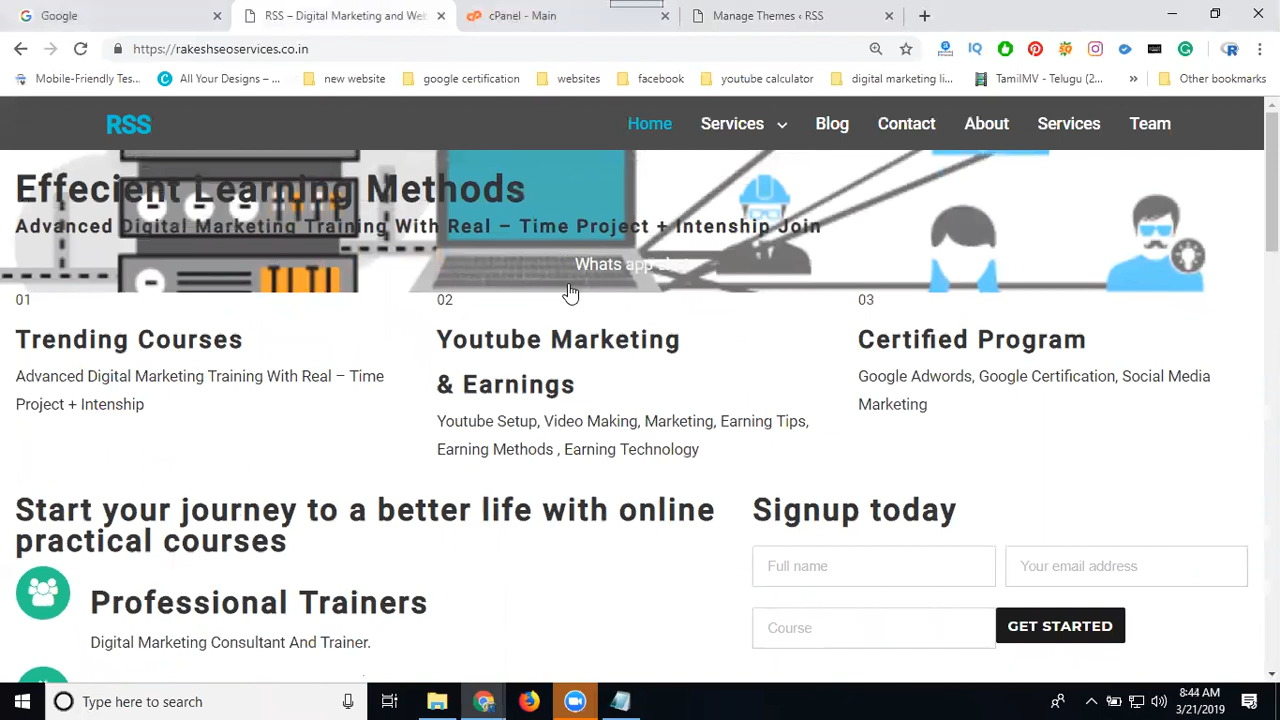 Google
RSS – Digital Marketing and Web
cPanel - Main
Manage Themes ‹ RSS
https://rakeshseoservices.co.in
Mobile-Friendly Tes...
All Your Designs – ...
new website
google certification
websites
facebook
youtube calculator
digital marketing li...
TamilMV - Telugu (2...
Other bookmarks
RSS
Home
Services
Blog
Contact
About
Services
Team
Effecient Learning Methods
Advanced Digital Marketing Training With Real – Time Project + Intenship Join
Whats app
01
02
03
Trending Courses
Advanced Digital Marketing Training With Real – Time
Project + Intenship
Youtube Marketing
& Earnings
Youtube Setup, Video Making, Marketing, Earning Tips,
Earning Methods , Earning Technology
Certified Program
Google Adwords, Google Certification, Social Media
Marketing
Start your journey to a better life with online
practical courses
Professional Trainers
Digital Marketing Consultant And Trainer.
Signup today
Full name
Your email address
Course
GET STARTED
Type here to search
8:44 AM
3/21/2019